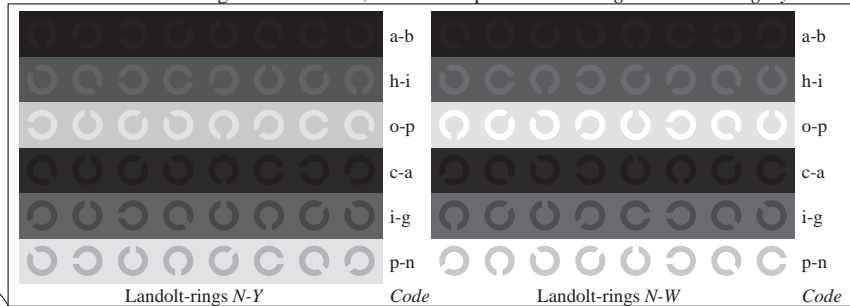 a-b a-b
h-i h-i
o-p o-p
c-a c-a
i-g i-g
p-n p-n
Landolt-rings N-Y Code Landolt-rings N-W Code